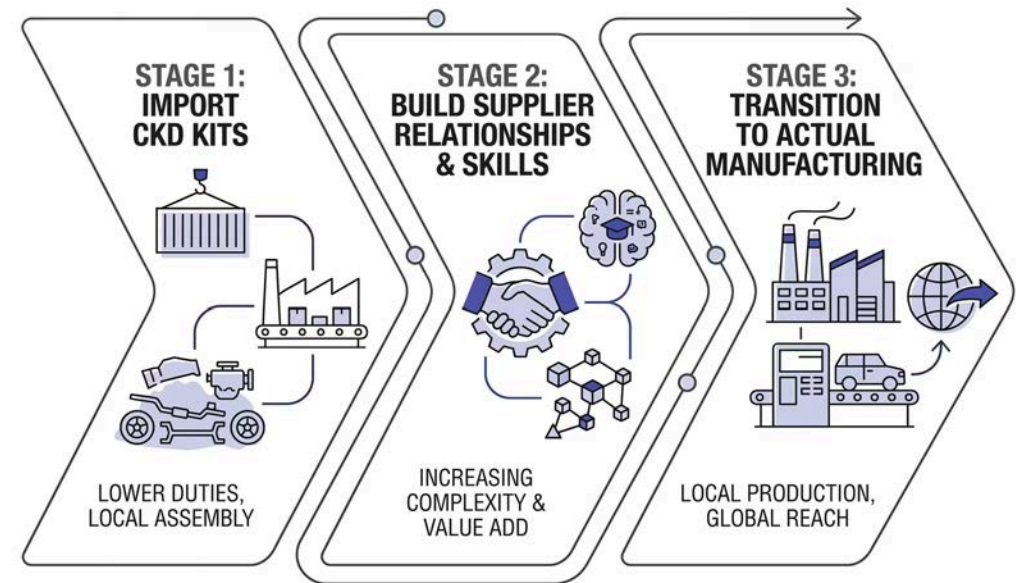 STAGE 1:
IMPORT
CKD KITS
LOWER DUTIES,
LOCAL ASSEMBLY
STAGE 2:
BUILD SUPPLIER
RELATIONSHIPS
& SKILLS
INCREASING
COMPLEXITY &
VALUE ADD
STAGE 3:
TRANSITION
TO ACTUAL
MANUFACTURING
LOCAL PRODUCTION,
GLOBAL REACH